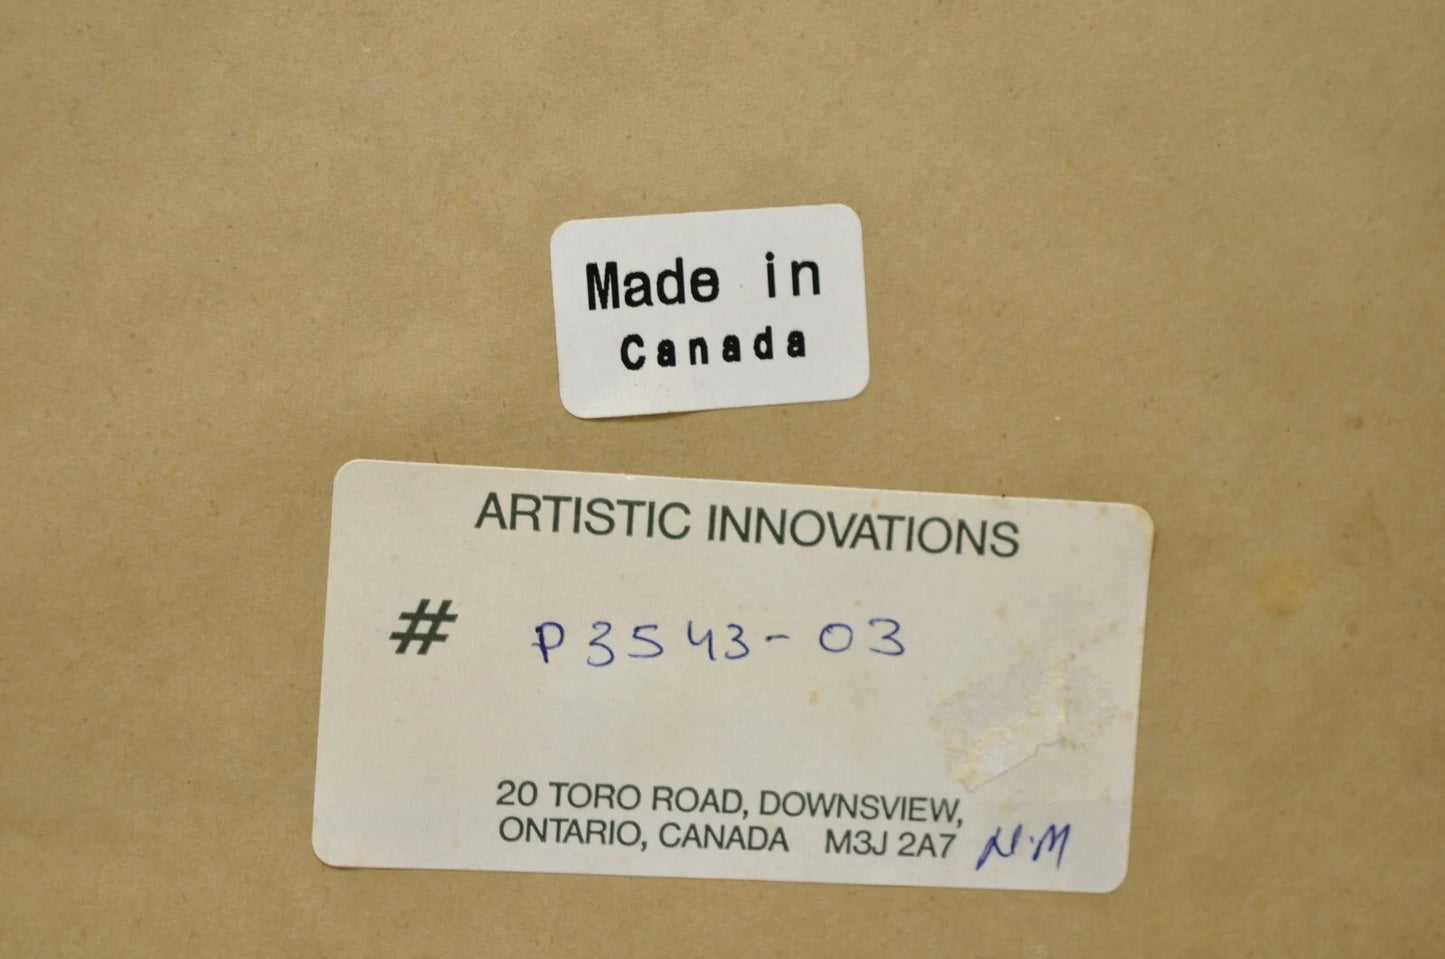 Made in
Canada
ARTISTIC INNOVATIONS
# P3543-03
20 TORO ROAD, DOWNSVIEW,
ONTARIO, CANADA M3J 2A7 N.M